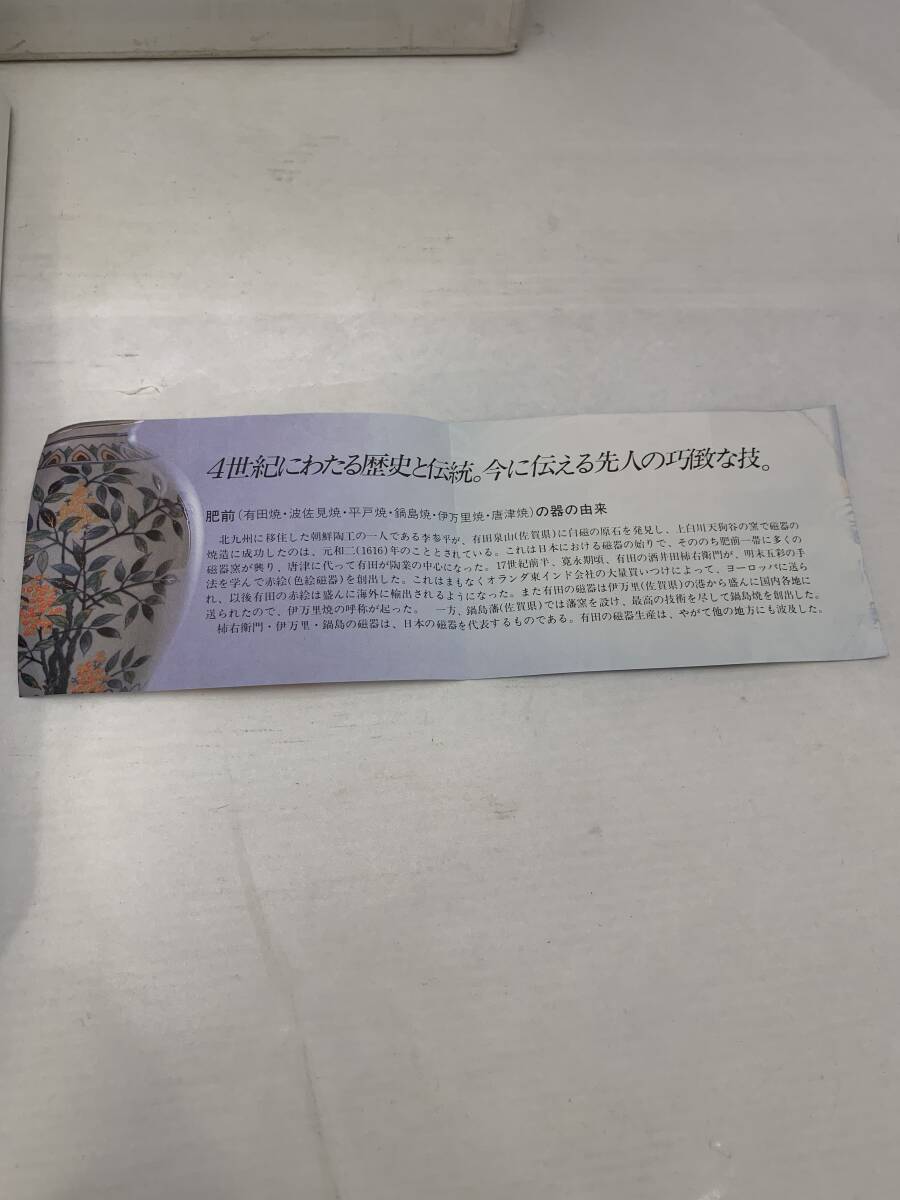 4世紀にわたる歴史と伝統。今に伝える先人の巧緻な技。
肥前(有田焼・波佐見焼・平戸焼・鍋島焼・伊万里焼・唐津焼)の器の由来
北九州に移住した朝鮮陶工の一人である李参平が、有田泉山(佐賀県)に白磁の原石を発見し、上白川天狗谷の窯で磁器の
焼造に成功したのは、元和二(1616)年のこととされている。これは日本における磁器の始りで、そののち肥前一帯に多くの
磁器窯が興り、唐津に代って有田が陶業の中心になった。17世紀前半、寛永期頃、有田の酒井田柿右衛門が、明末五彩の手
法を学んで赤絵(色絵磁器)を創出した。これはまもなくオランダ東インド会社の大量買いつけによって、ヨーロッパに送ら
れ、以後有田の赤絵は盛んに海外に輸出されるようになった。また有田の磁器は伊万里(佐賀県)の港から盛んに国内各地に
送られたので、伊万里焼の呼称が起った。 一方、鍋島藩(佐賀県)では藩窯を設け、最高の技術を尽して鍋島焼を創出した。
柿右衛門・伊万里・鍋島の磁器は、日本の磁器を代表するものである。有田の磁器生産は、やがて他の地方にも波及した。